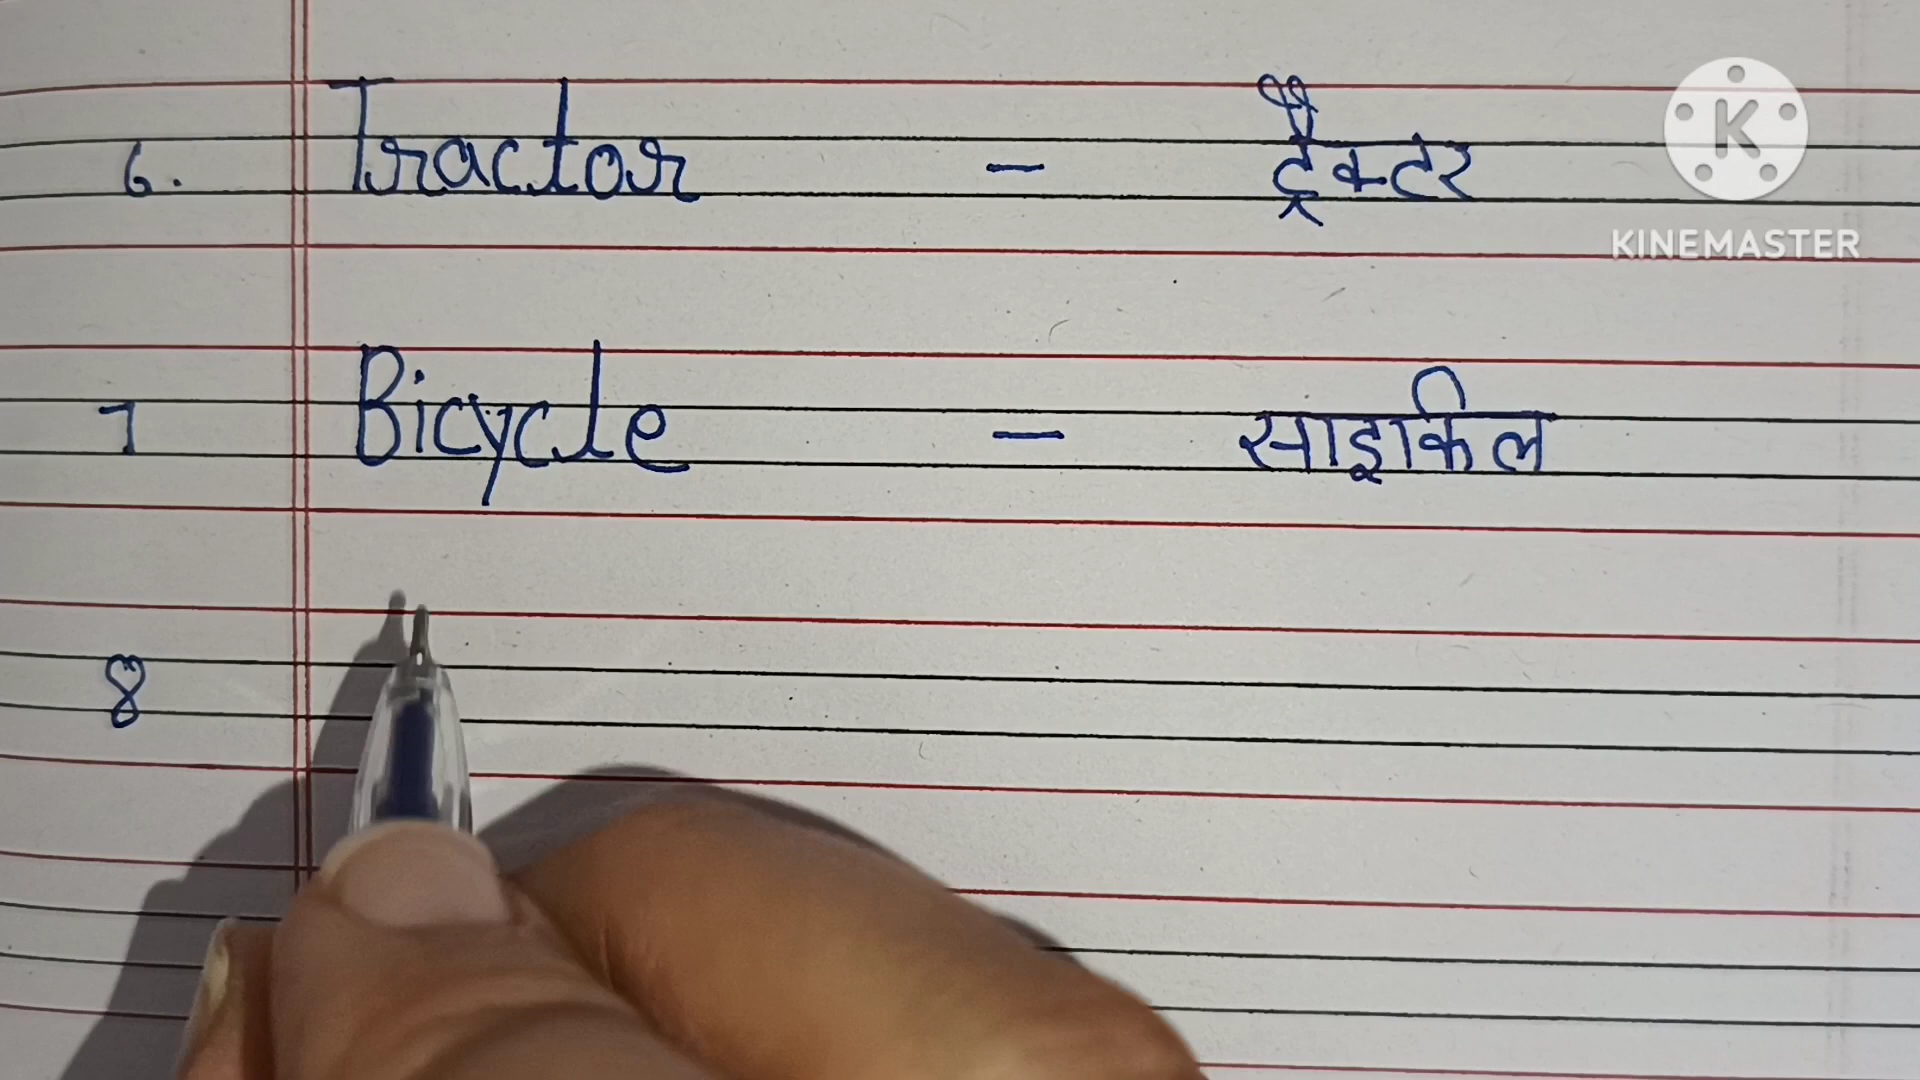 6. Tractor - ट्रैक्टर
7 Bicycle - साइकिल
8
K
KINEMASTER